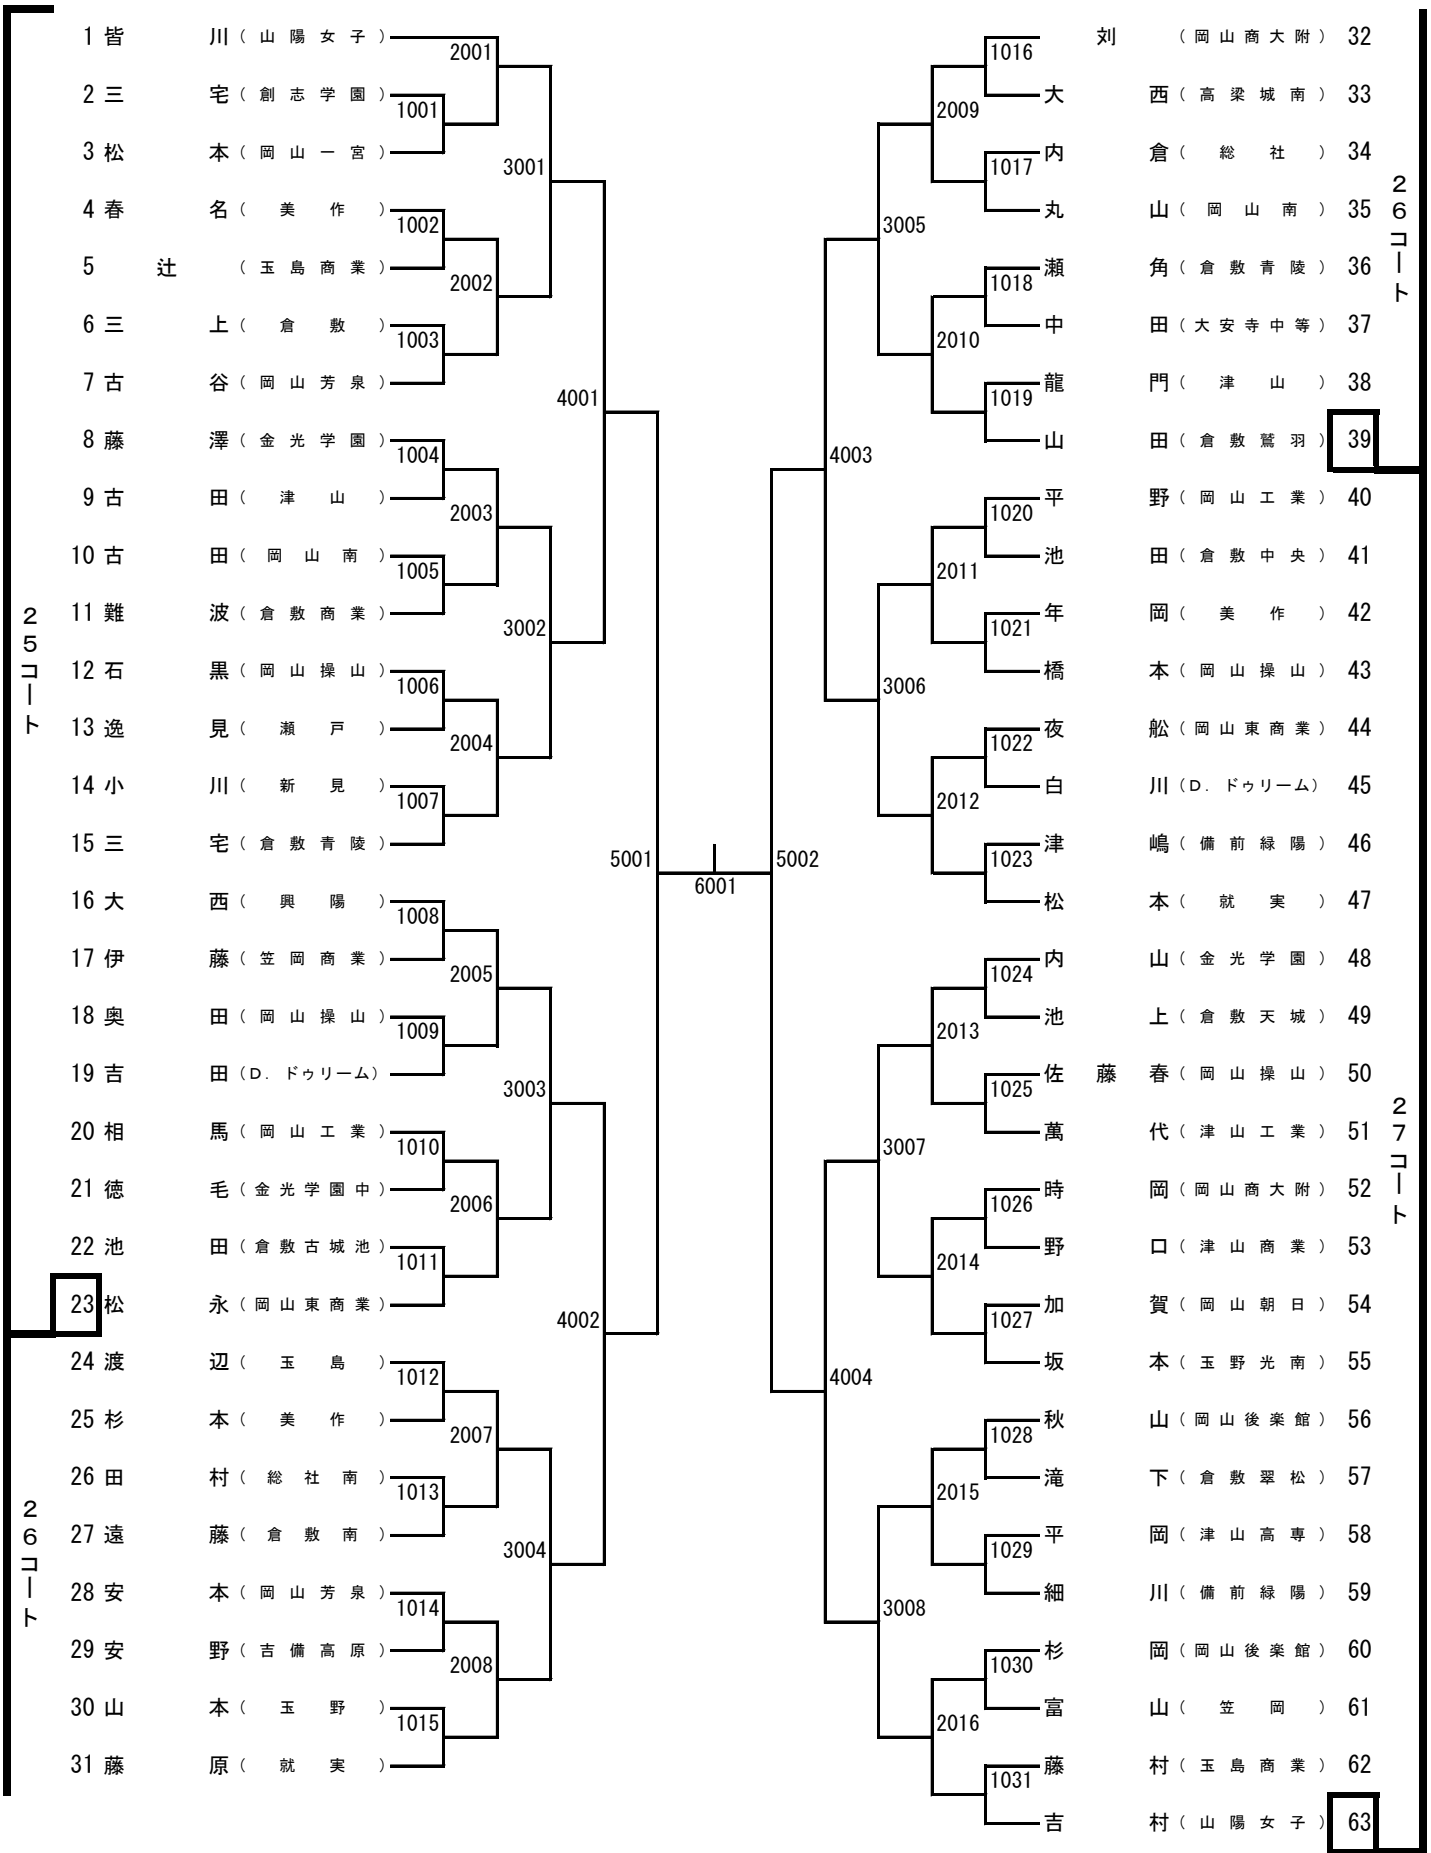 1 皆川（山陽女子）
2001
2 三宅（創志学園）
1001
3 松本（岡山一宮）
3001
4 春名（美作）
1002
5 辻（玉島商業）
2002
6 三上（倉敷）
1003
7 古谷（岡山芳泉）
4001
8 藤澤（金光学園）
1004
9 古田（津山）
2003
10 古田（岡山南）
1005
11 難波（倉敷商業）
3002
12 石黒（岡山操山）
1006
13 逸見（瀬戸）
2004
14 小川（新見）
1007
15 三宅（倉敷青陵）
5001
16 大西（興陽）
1008
17 伊藤（笠岡商業）
2005
18 奥田（岡山操山）
1009
19 吉田（D．ドゥリーム）
3003
20 相馬（岡山工業）
1010
21 徳毛（金光学園中）
2006
22 池田（倉敷古城池）
1011
23 松永（岡山東商業）
4002
24 渡辺（玉島）
1012
25 杉本（美作）
2007
26 田村（総社南）
1013
27 遠藤（倉敷南）
3004
28 安本（岡山芳泉）
1014
29 安野（吉備高原）
2008
30 山本（玉野）
1015
31 藤原（就実）
25コート
26コート
6001
刘（岡山商大附）32
1016
大西（高梁城南）33
2009
内倉（総社）34
1017
丸山（岡山南）35
3005
瀬角（倉敷青陵）36
1018
中田（大安寺中等）37
2010
龍門（津山）38
1019
山田（倉敷鷲羽）39
4003
平野（岡山工業）40
1020
池田（倉敷中央）41
2011
年岡（美作）42
1021
橋本（岡山操山）43
3006
夜舩（岡山東商業）44
1022
白川（D．ドゥリーム）45
2012
津嶋（備前緑陽）46
1023
5002
松本（就実）47
内山（金光学園）48
1024
池上（倉敷天城）49
2013
佐藤春（岡山操山）50
1025
萬代（津山工業）51
3007
時岡（岡山商大附）52
1026
野口（津山商業）53
2014
加賀（岡山朝日）54
1027
坂本（玉野光南）55
4004
秋山（岡山後楽館）56
1028
滝下（倉敷翠松）57
2015
平岡（津山高専）58
1029
細川（備前緑陽）59
3008
杉岡（岡山後楽館）60
1030
富山（笠岡）61
2016
藤村（玉島商業）62
1031
吉村（山陽女子）63
26コート
27コート